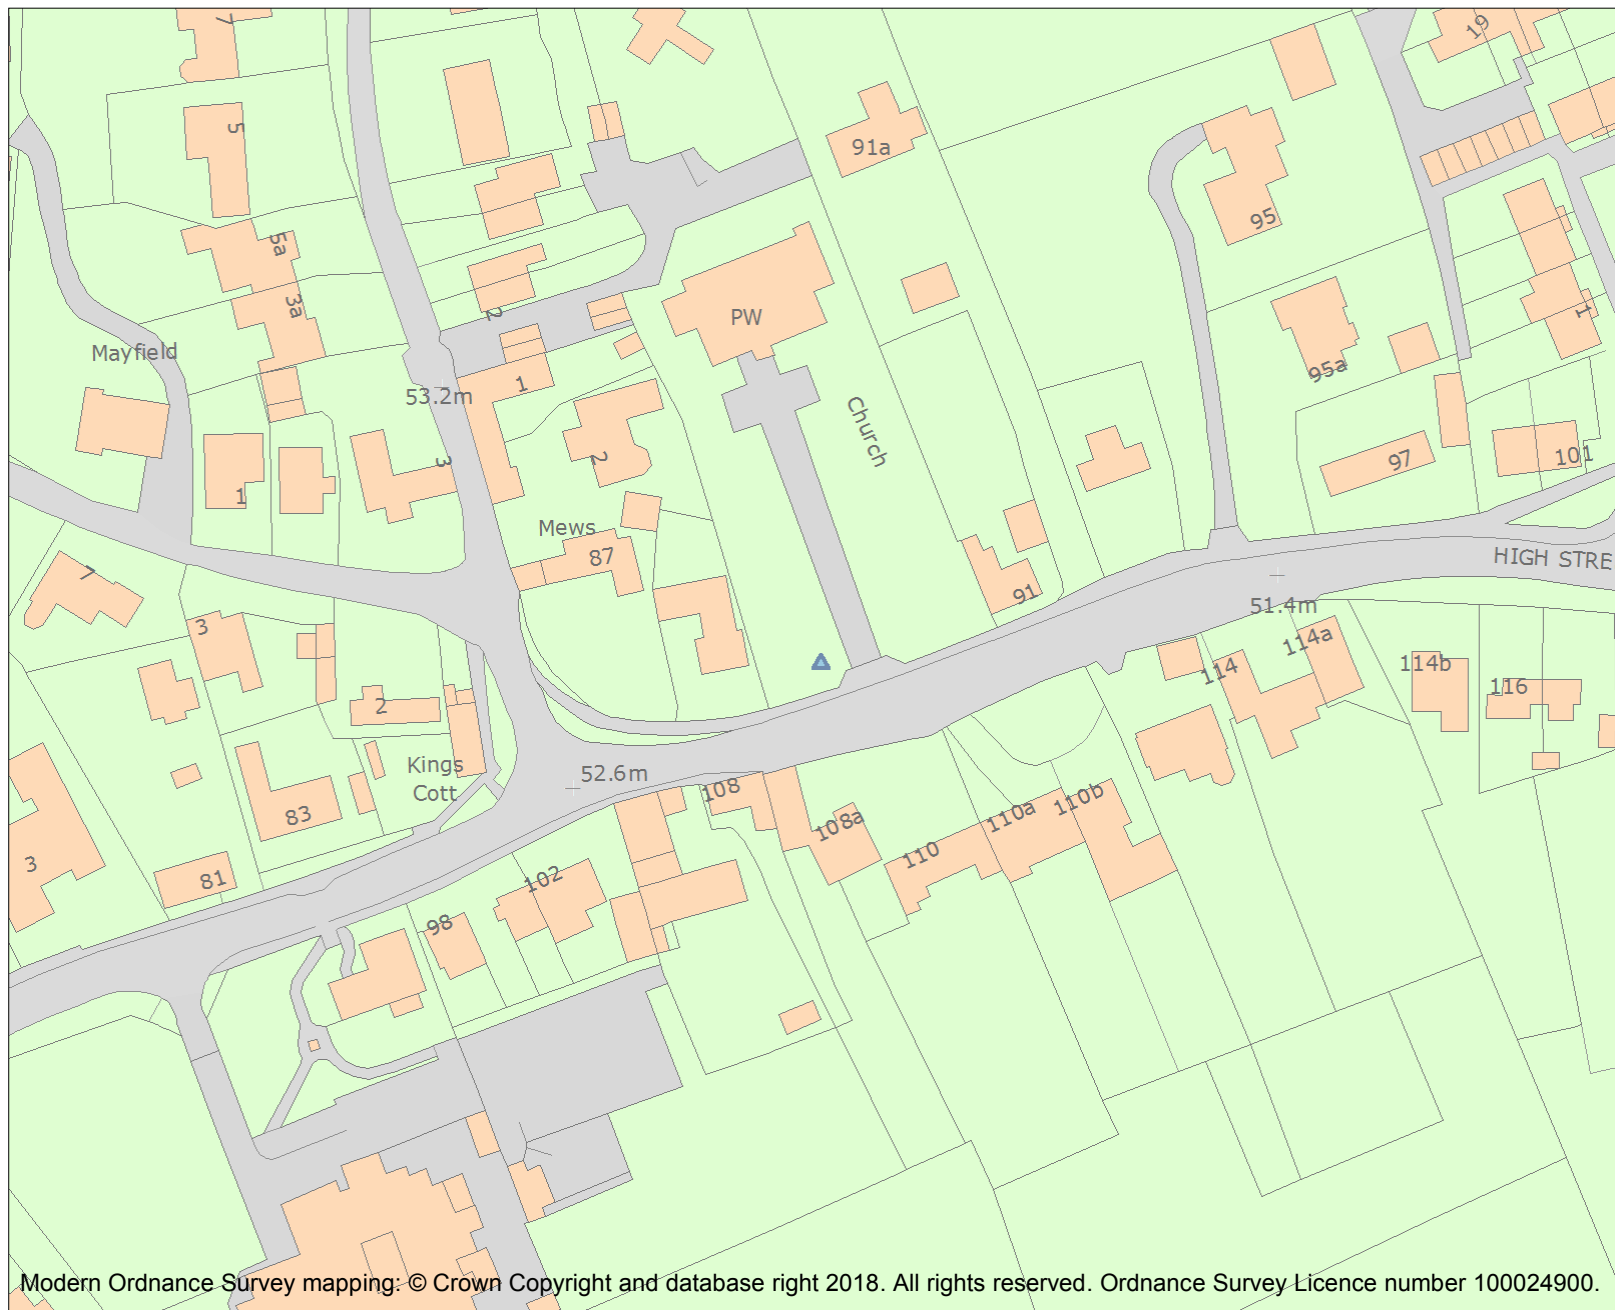 7
19
5
91a
95
5a
3a
2
PW
1
Mayfield
95a
1
53.2m
Church
3
2
97
101
1
Mews
87
HIGH STRE
7
91
51.4m
3
114a
114
114b
116
2
Kings
Cott
52.6m
108
110b
83
108a
110a
110
3
81
102
98
Modern Ordnance Survey mapping: © Crown Copyright and database right 2018. All rights reserved. Ordnance Survey Licence number 100024900.